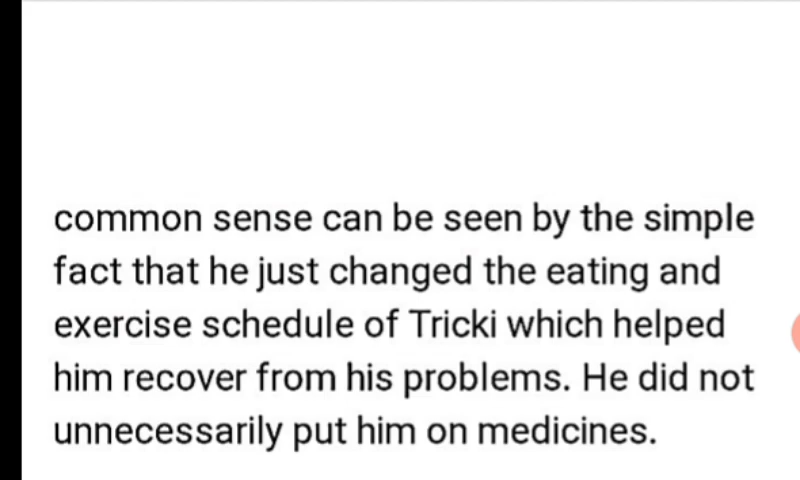 common sense can be seen by the simple
fact that he just changed the eating and
exercise schedule of Tricki which helped
him recover from his problems. He did not
unnecessarily put him on medicines.